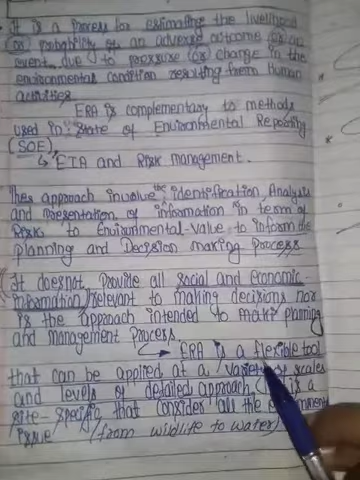 It is a process for estimating the livelihood
(or) probability of an adverse outcome (or) an
event due to pressure (or) change in the
environmental condition resulting from human
activities.
ERA is complementary to methods
used in State of Environmental Reporting
(SOE).
↳ EIA and Risk management.
This approach involve the identification, Analysis
and presentation of information in term of
Risk to Environmental-value to inform the
planning and Decision making process
It doesnot provide all social and economic
information relevant to making decisions nor
is the approach intended to make planning
and management process.
→ ERA is a flexible tool
that can be applied at a variety of scales
and levels of detailed approach, is a
site-specific that consider all the
issue (from wildlife to water)